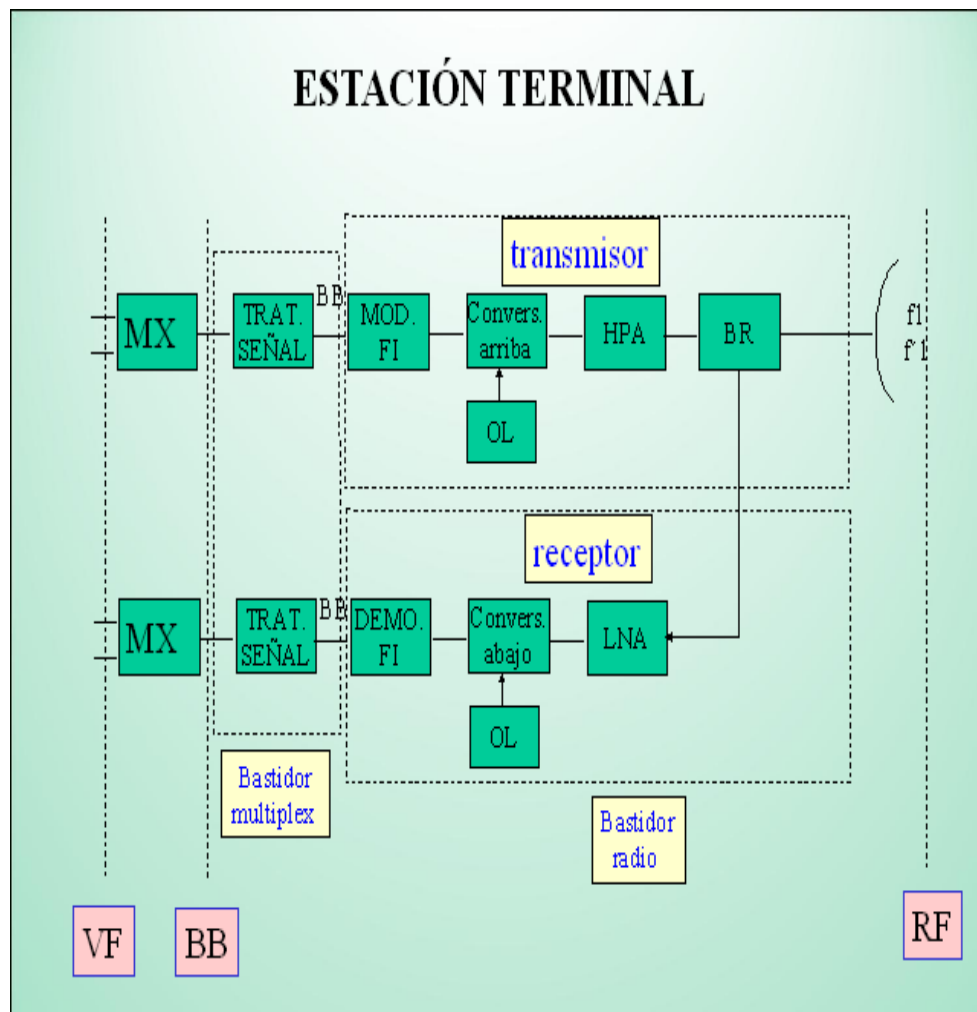 ESTACIÓN TERMINAL
transmisor
BB
f1
f'1
MX
TRAT.
SEÑAL
MOD.
FI
Convers.
arriba
HPA
BR
OL
receptor
BB
MX
TRAT.
SEÑAL
DEMO.
FI
Convers.
abajo
LNA
OL
Bastidor
multiplex
Bastidor
radio
VF
BB
RF